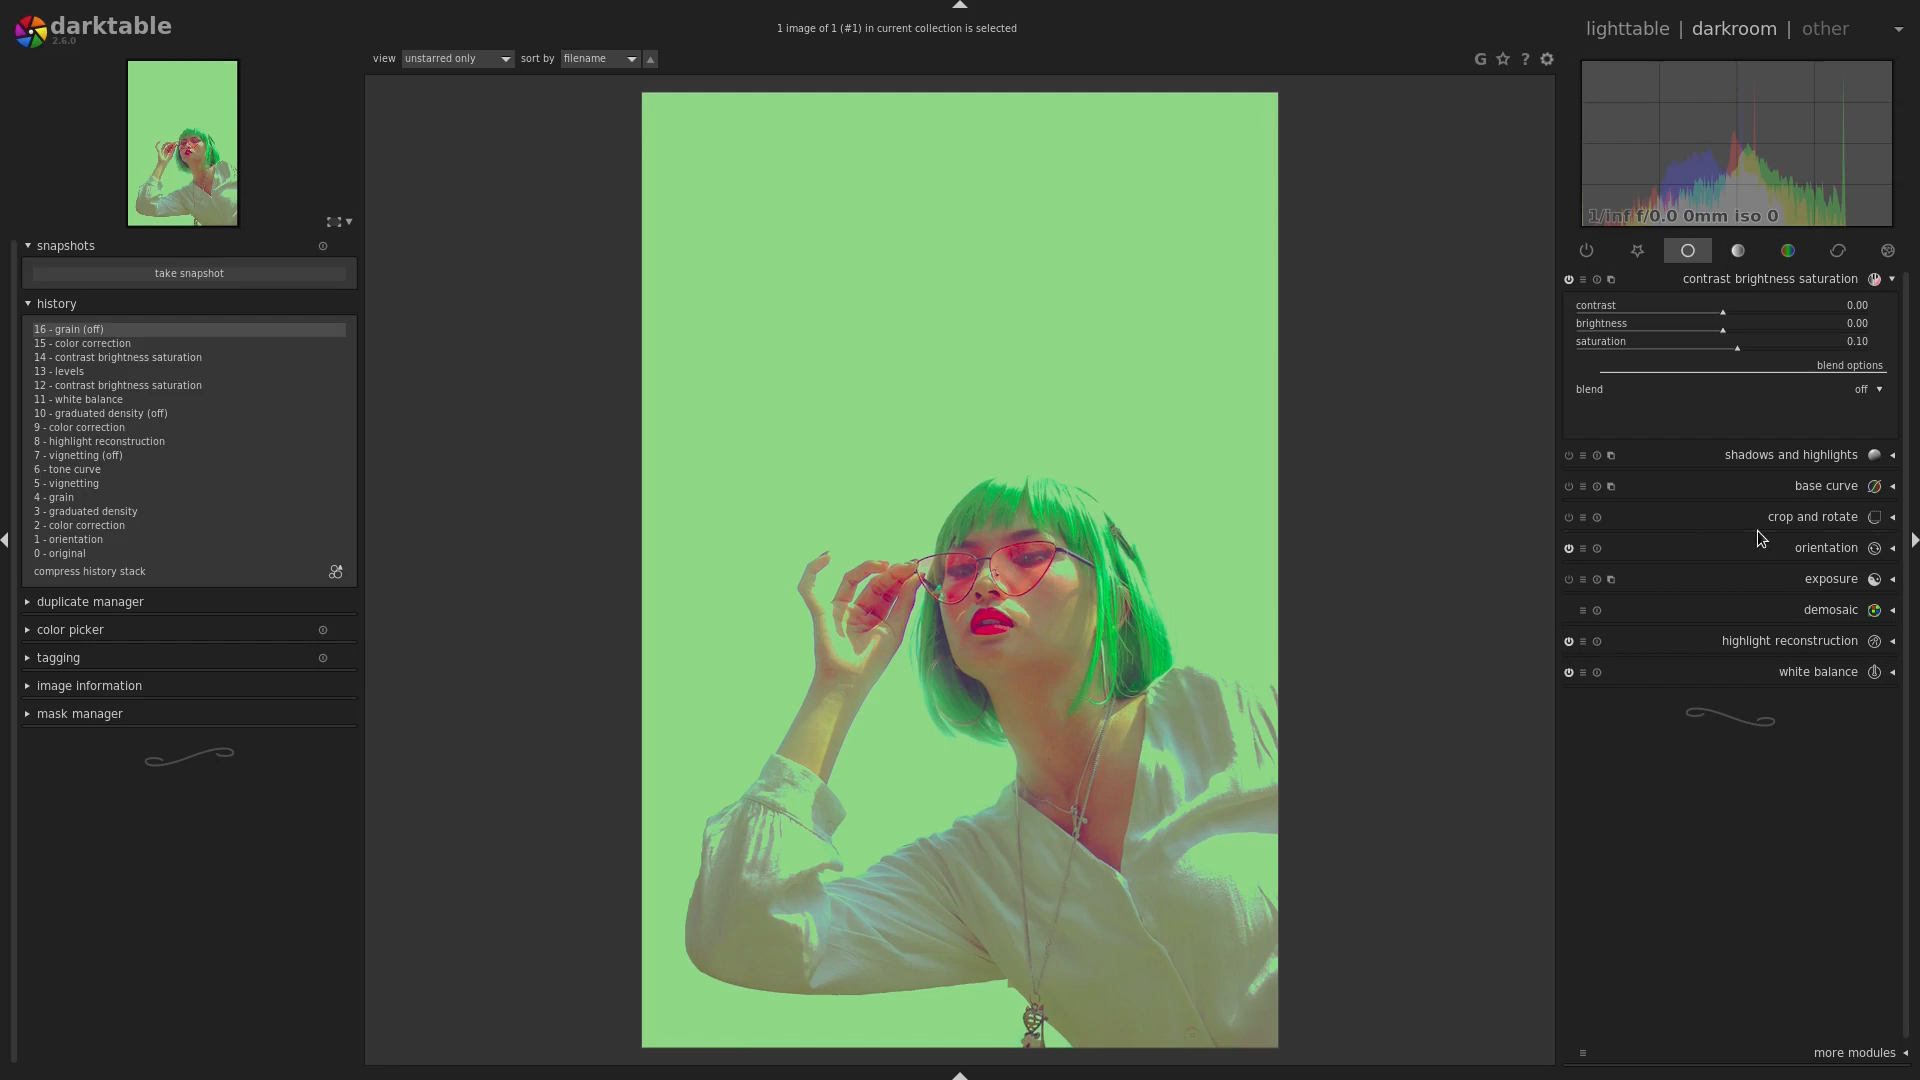 darktable
2.6.0
1 image of 1 (#1) in current collection is selected
lighttable | darkroom | other
view unstarred only sort by filename
G ?
1/inf f/0.0 0mm iso 0
snapshots
take snapshot
history
16 - grain (off)
15 - color correction
14 - contrast brightness saturation
13 - levels
12 - contrast brightness saturation
11 - white balance
10 - graduated density (off)
9 - color correction
8 - highlight reconstruction
7 - vignetting (off)
6 - tone curve
5 - vignetting
4 - grain
3 - graduated density
2 - color correction
1 - orientation
0 - original
compress history stack
duplicate manager
color picker
tagging
image information
mask manager
contrast brightness saturation
contrast 0.00
brightness 0.00
saturation 0.10
blend options
blend off
shadows and highlights
base curve
crop and rotate
orientation
exposure
demosaic
highlight reconstruction
white balance
more modules